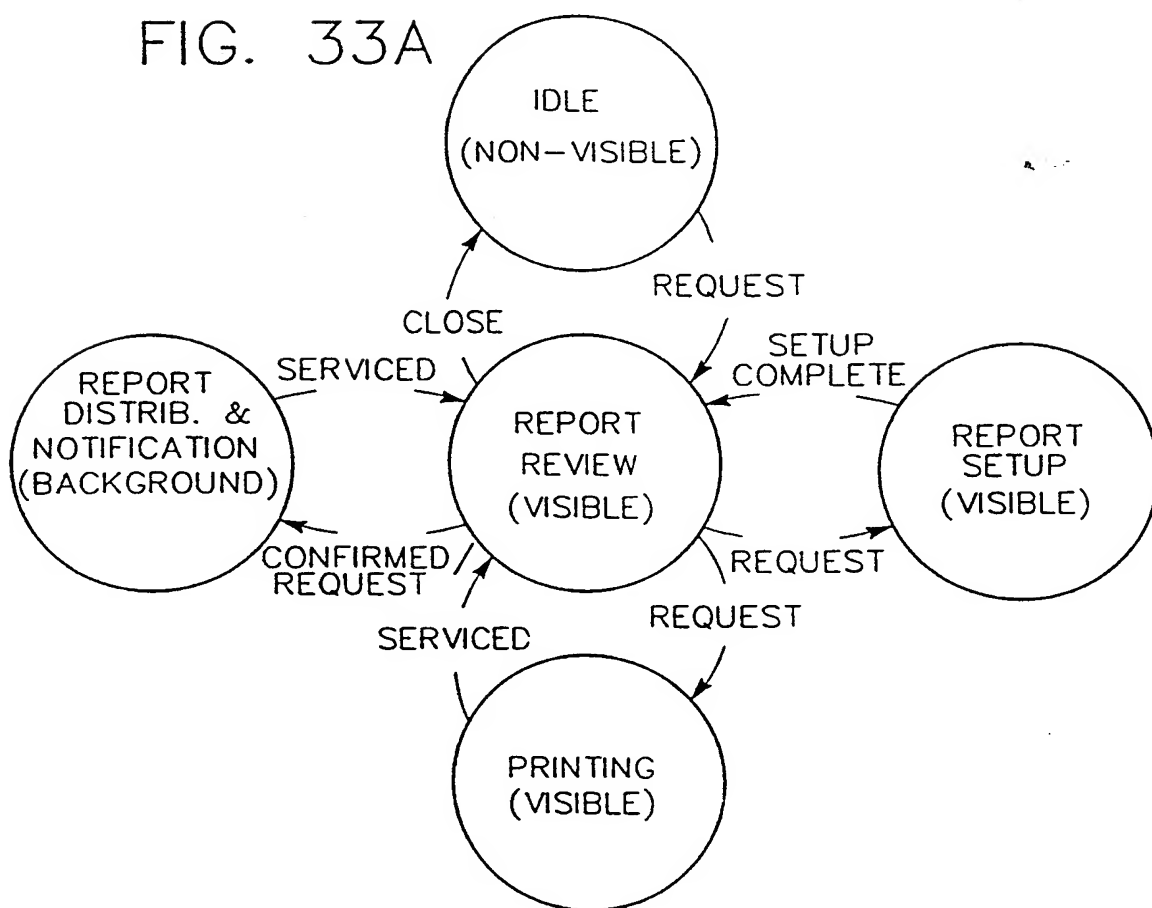 FIG. 33A
IDLE
(NON-VISIBLE)
REQUEST
CLOSE
SERVICED
SETUP
COMPLETE
REPORT
DISTRIB. &
NOTIFICATION
(BACKGROUND)
REPORT
REVIEW
(VISIBLE)
REPORT
SETUP
(VISIBLE)
CONFIRMED
REQUEST
REQUEST
SERVICED
REQUEST
PRINTING
(VISIBLE)